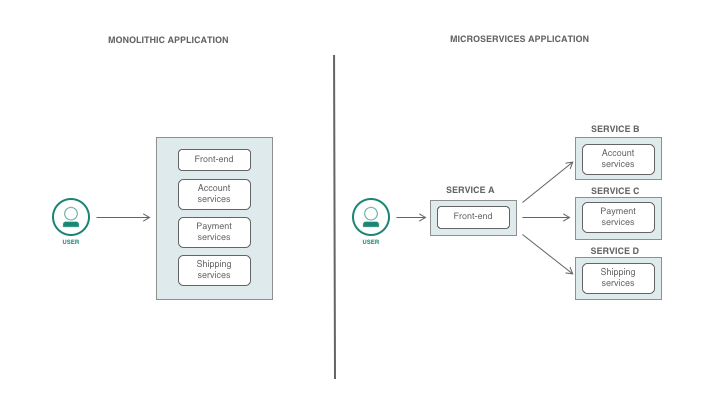 MONOLITHIC APPLICATION
Front-end
Account
services
Payment
services
Shipping
services
USER
MICROSERVICES APPLICATION
USER
SERVICE A
Front-end
SERVICE B
Account
services
SERVICE C
Payment
services
SERVICE D
Shipping
services